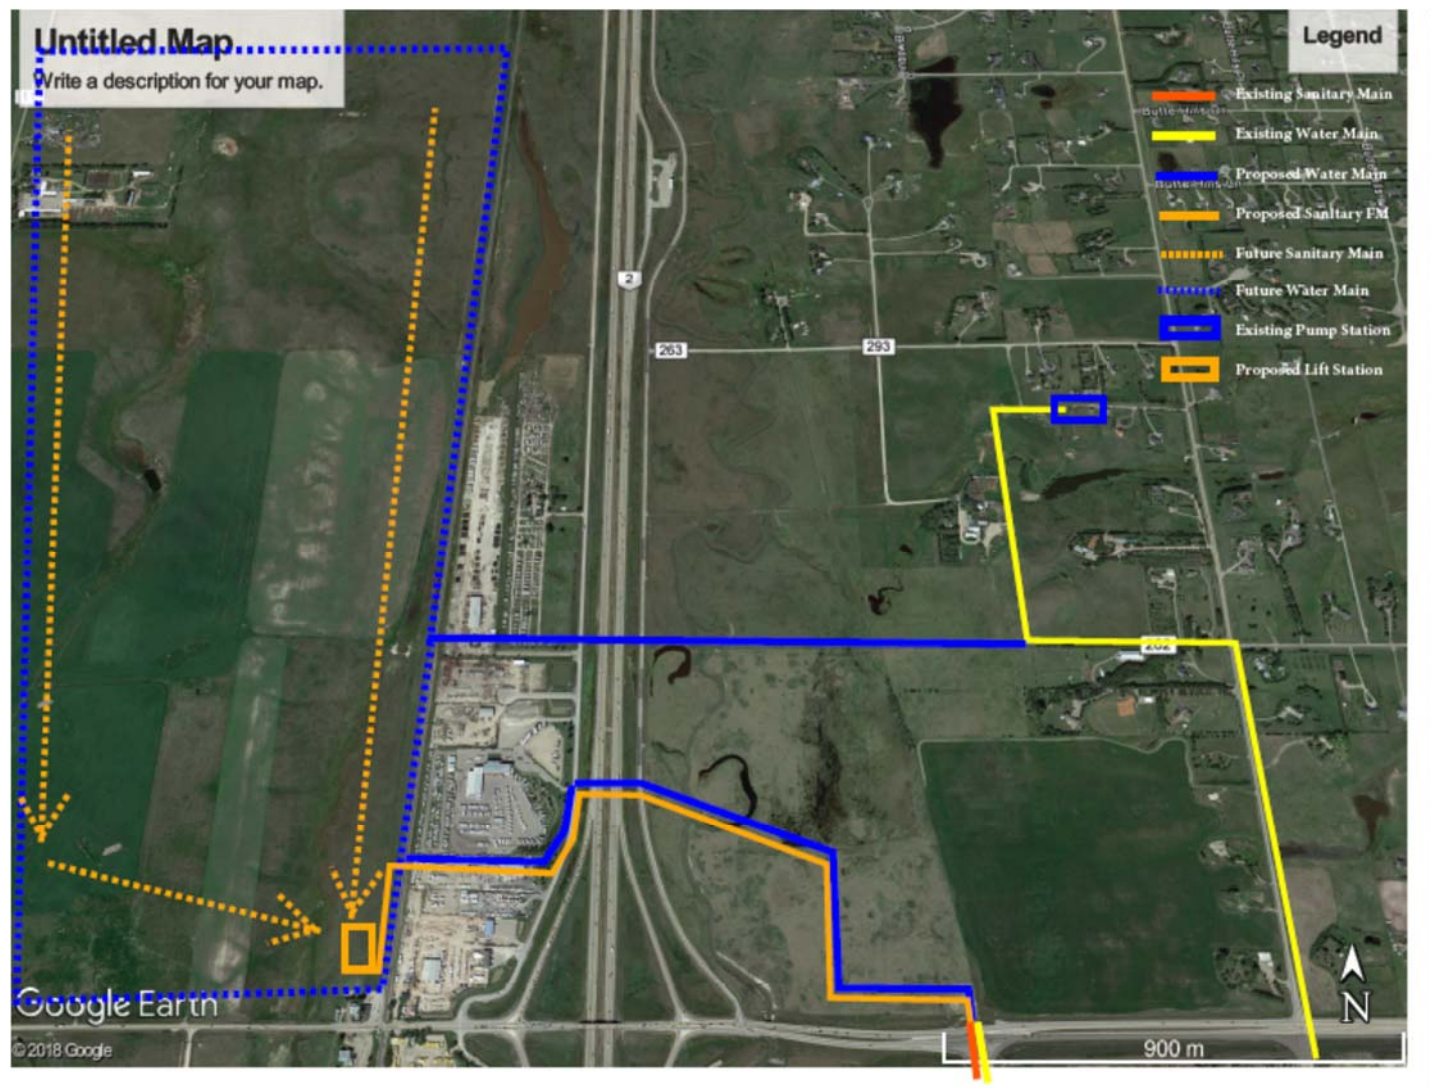 Untitled Map
Write a description for your map.
Legend
Existing Sanitary Main
Existing Water Main
Proposed Water Main
Proposed Sanitary FM
Future Sanitary Main
Future Water Main
Existing Pump Station
Proposed Lift Station
2
263
293
262
N
Google Earth
© 2018 Google
900 m